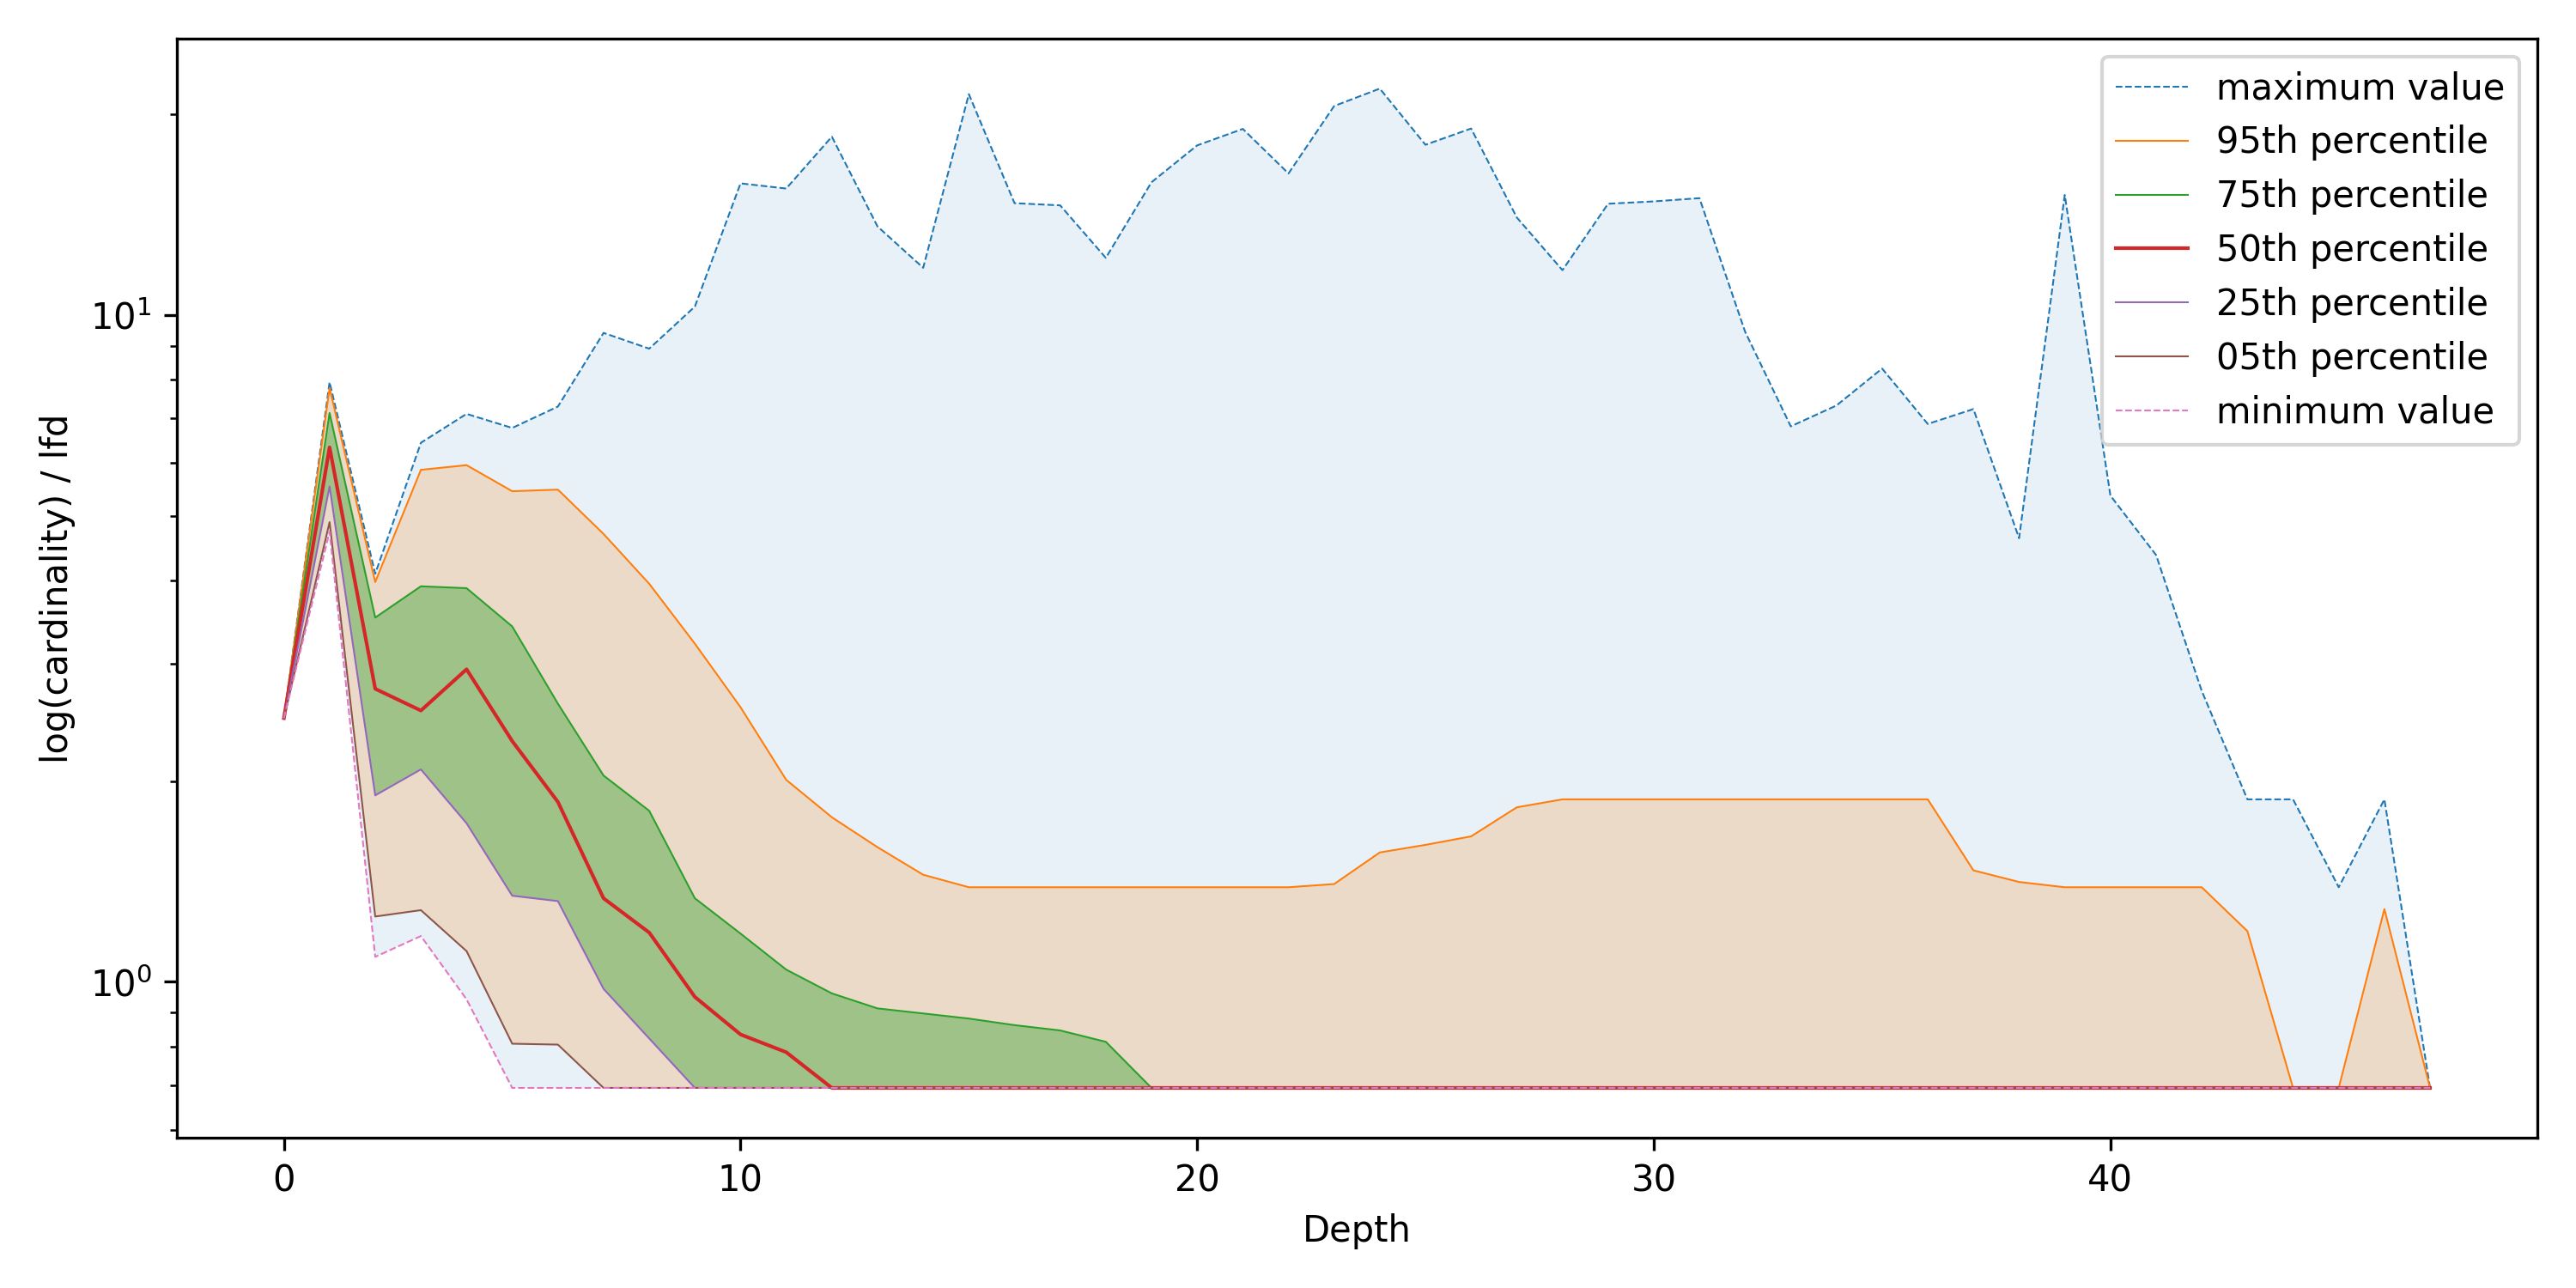 maximum value
95th percentile
75th percentile
50th percentile
25th percentile
05th percentile
minimum value
log(cardinality) / lfd
10¹
10⁰
0 10 20 30 40
Depth